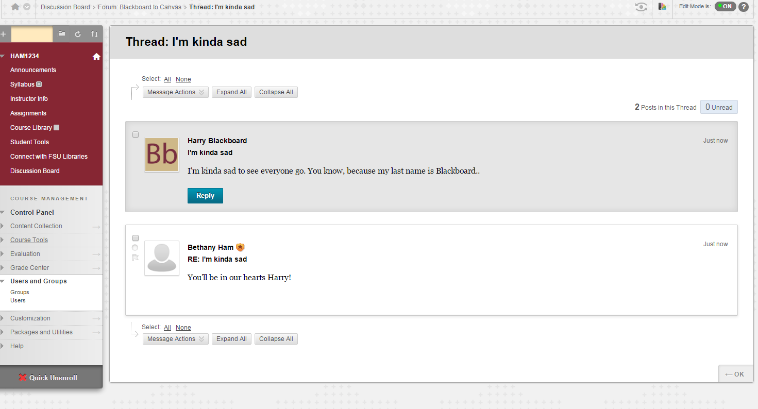 Discussion Board > Forum: Blackboard to Canvas > Thread: I'm kinda sad
Edit Mode is: ON ?
HAM1234
Announcements
Syllabus
Instructor Info
Assignments
Course Library
Student Tools
Connect with FSU Libraries
Discussion Board
COURSE MANAGEMENT
Control Panel
Content Collection
Course Tools
Evaluation
Grade Center
Users and Groups
Groups
Users
Customization
Packages and Utilities
Help
Quick Unenroll
Thread: I'm kinda sad
Select: All None
Message Actions Expand All Collapse All
2 Posts in this Thread 0 Unread
Bb
Harry Blackboard
Just now
I'm kinda sad
I'm kinda sad to see everyone go. You know, because my last name is Blackboard..
Reply
Bethany Ham
Just now
RE: I'm kinda sad
You'll be in our hearts Harry!
Select: All None
Message Actions Expand All Collapse All
← OK